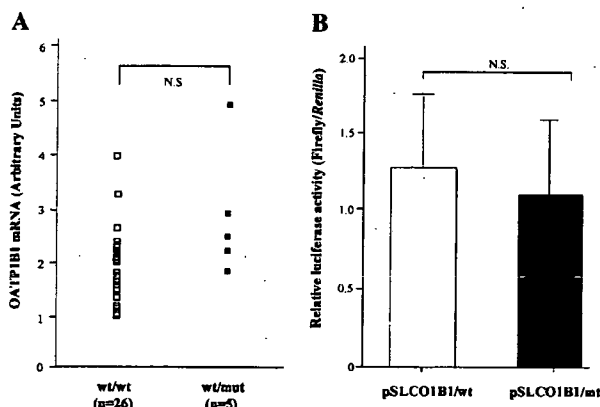 A
OATP1B1 mRNA (Arbitrary Units)
6
5
4
3
2
1
0
N.S
wt/wt
(n=26)
wt/mut
(n=5)
B
Relative luciferase activity (Firefly/Renilla)
2.0
1.5
1.0
0.5
0
N.S.
pSLCO1B1/wt
pSLCO1B1/mt